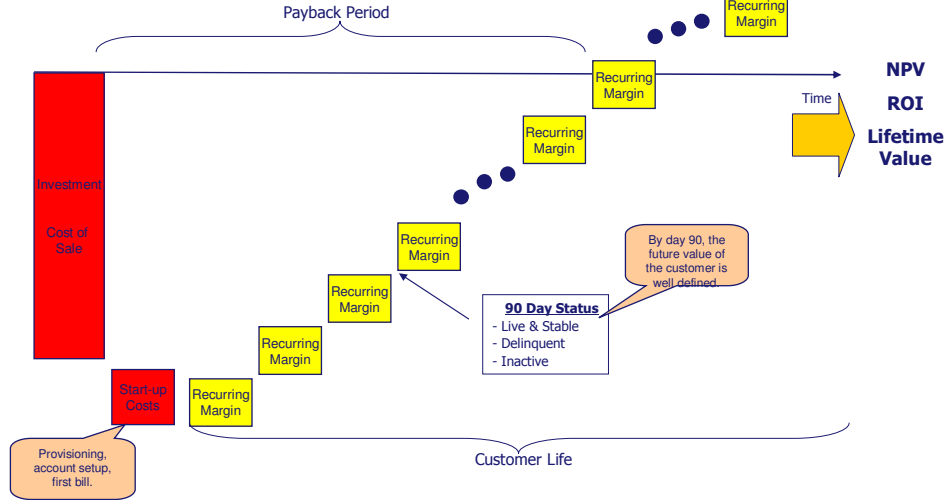 Payback Period
Recurring
Margin
Recurring
Margin
NPV
Time
ROI
Lifetime
Value
Recurring
Margin
Investment
Cost of
Sale
Recurring
Margin
By day 90, the
future value of
the customer is
well defined.
Recurring
Margin
90 Day Status
- Live & Stable
- Delinquent
- Inactive
Recurring
Margin
Start-up
Costs
Recurring
Margin
Provisioning,
account setup,
first bill.
Customer Life